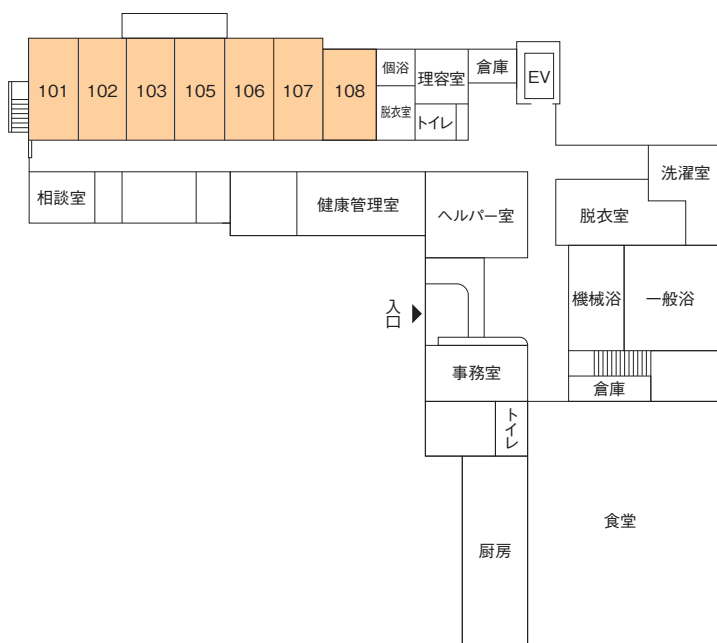 101
102
103
105
106
107
108
個浴
脱衣室
理容室
トイレ
倉庫
EV
洗濯室
脱衣室
相談室
健康管理室
ヘルパー室
機械浴
一般浴
入口
事務室
倉庫
トイレ
食堂
厨房